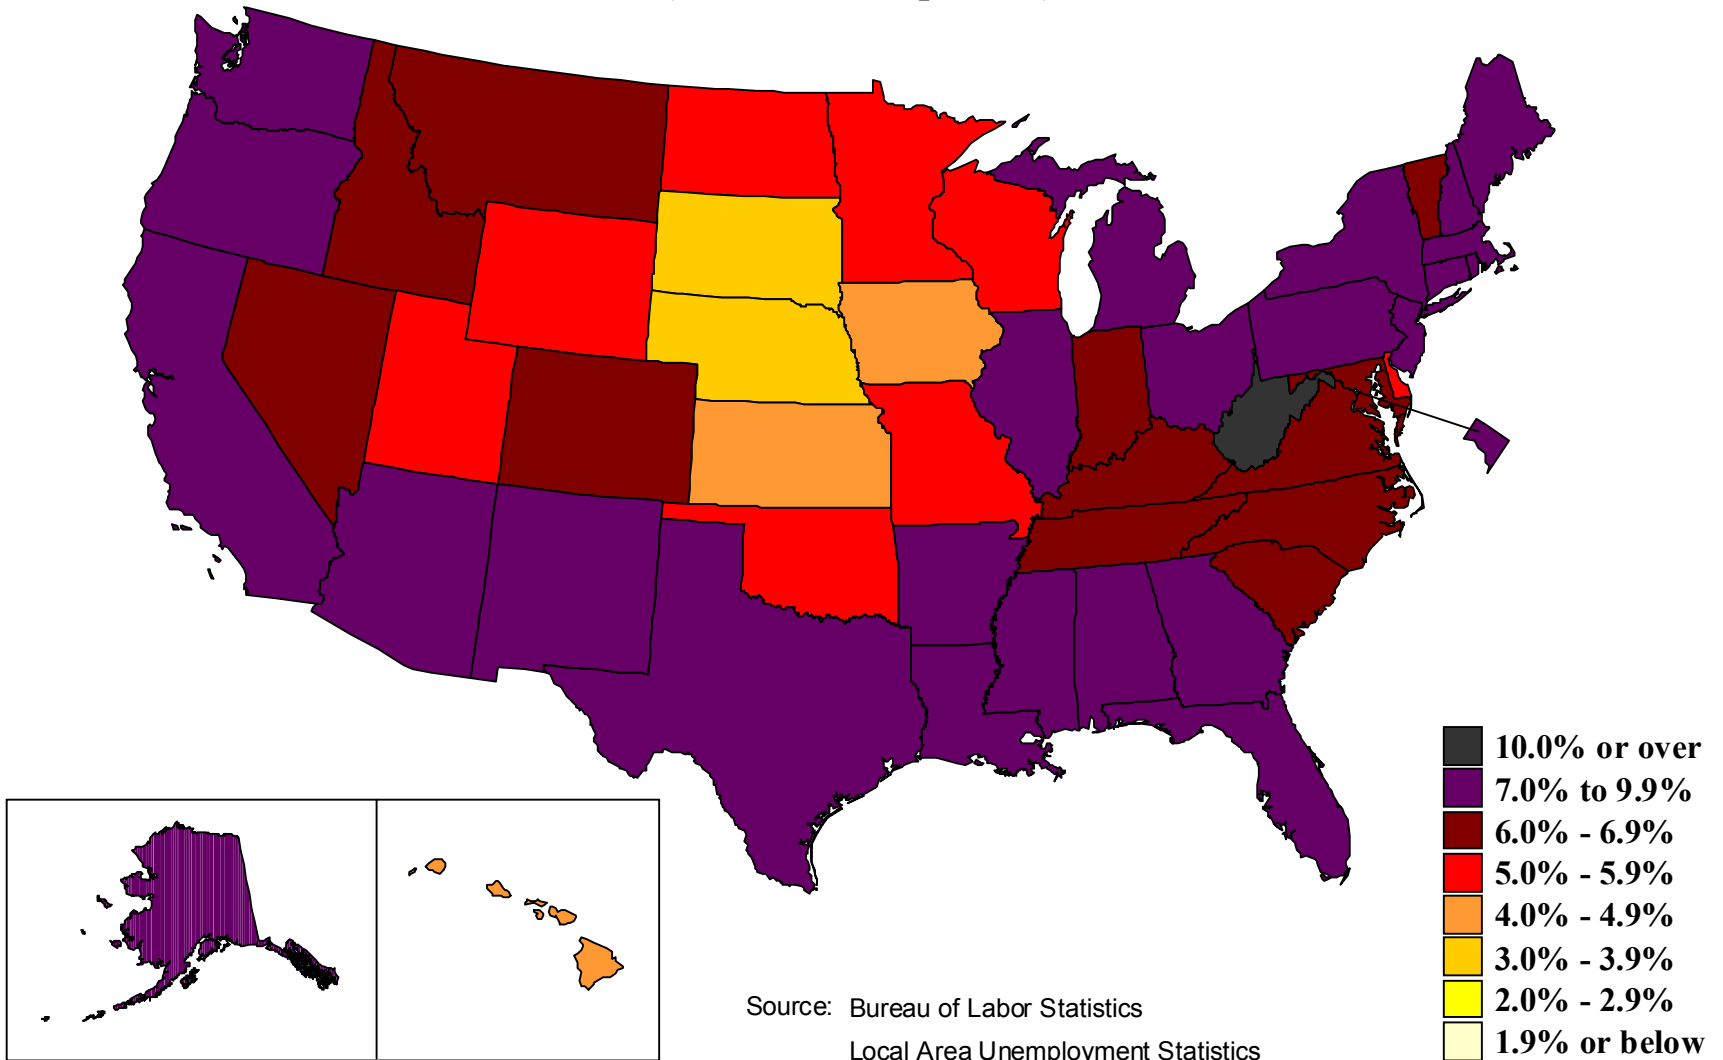 10.0% or over
7.0% to 9.9%
6.0% - 6.9%
5.0% - 5.9%
4.0% - 4.9%
3.0% - 3.9%
2.0% - 2.9%
1.9% or below
Source: Bureau of Labor Statistics
Local Area Unemployment Statistics